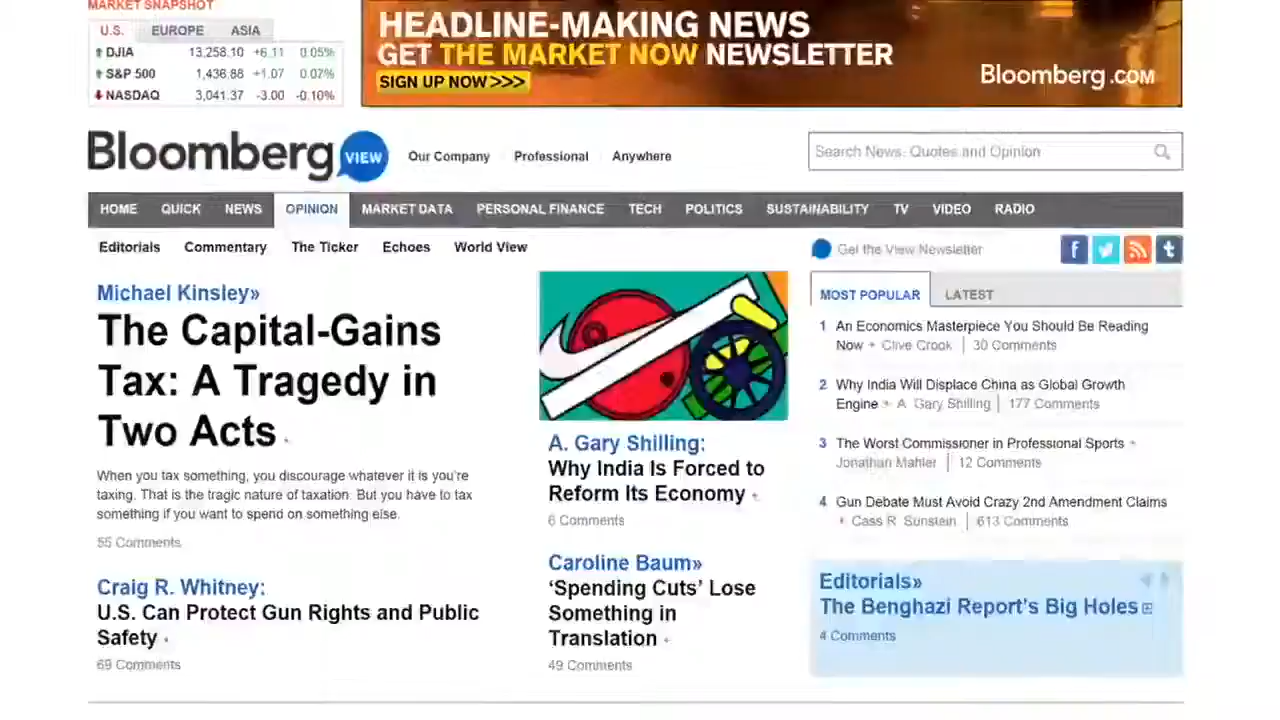 MARKET SNAPSHOT
U.S. EUROPE ASIA
DJIA 13,258.10 +6.11 0.05%
S&P 500 1,436.88 +1.07 0.07%
NASDAQ 3,041.37 -3.00 -0.10%
HEADLINE-MAKING NEWS
GET THE MARKET NOW NEWSLETTER
SIGN UP NOW >>>
Bloomberg.COM
Bloomberg VIEW
Our Company Professional Anywhere
Search News, Quotes and Opinion
HOME QUICK NEWS OPINION MARKET DATA PERSONAL FINANCE TECH POLITICS SUSTAINABILITY TV VIDEO RADIO
Editorials Commentary The Ticker Echoes World View
Get the View Newsletter
Michael Kinsley»
The Capital-Gains
Tax: A Tragedy in
Two Acts
When you tax something, you discourage whatever it is you're
taxing. That is the tragic nature of taxation. But you have to tax
something if you want to spend on something else.
55 Comments
Craig R. Whitney:
U.S. Can Protect Gun Rights and Public
Safety
69 Comments
A. Gary Shilling:
Why India Is Forced to
Reform Its Economy
6 Comments
Caroline Baum»
‘Spending Cuts’ Lose
Something in
Translation
49 Comments
MOST POPULAR LATEST
1 An Economics Masterpiece You Should Be Reading
Now Clive Crook | 30 Comments
2 Why India Will Displace China as Global Growth
Engine A. Gary Shilling | 177 Comments
3 The Worst Commissioner in Professional Sports
Jonathan Mahler | 12 Comments
4 Gun Debate Must Avoid Crazy 2nd Amendment Claims
Cass R. Sunstein | 613 Comments
Editorials»
The Benghazi Report's Big Holes
4 Comments